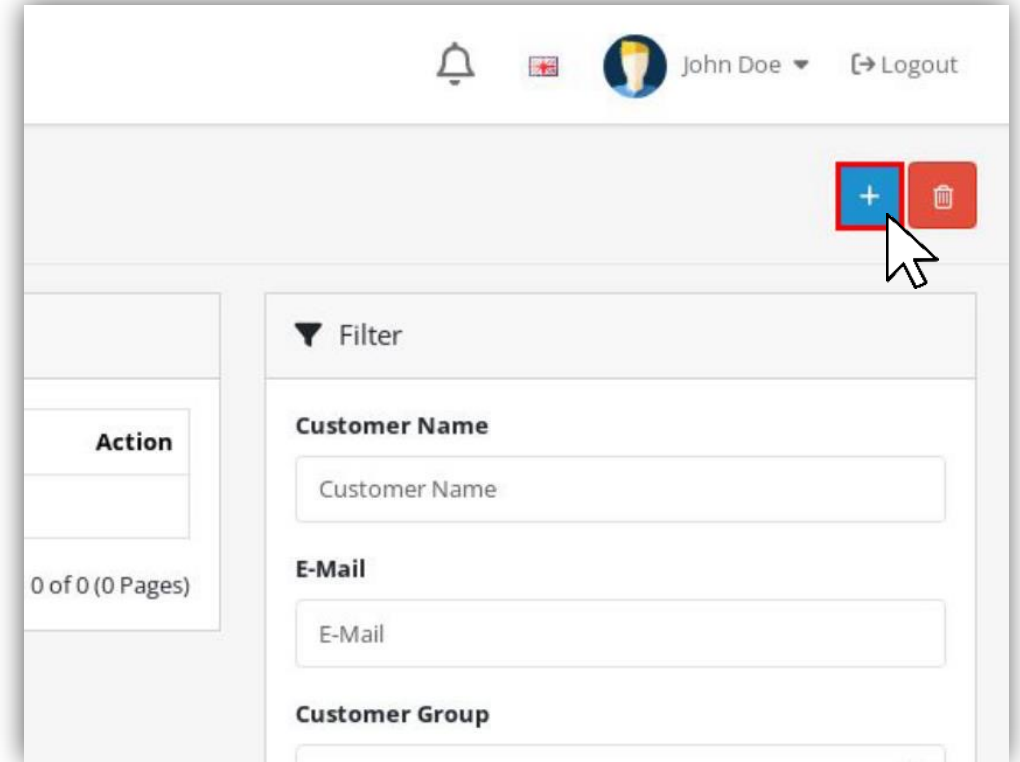 John Doe Logout
Filter
Action
0 of 0 (0 Pages)
Customer Name
Customer Name
E-Mail
E-Mail
Customer Group